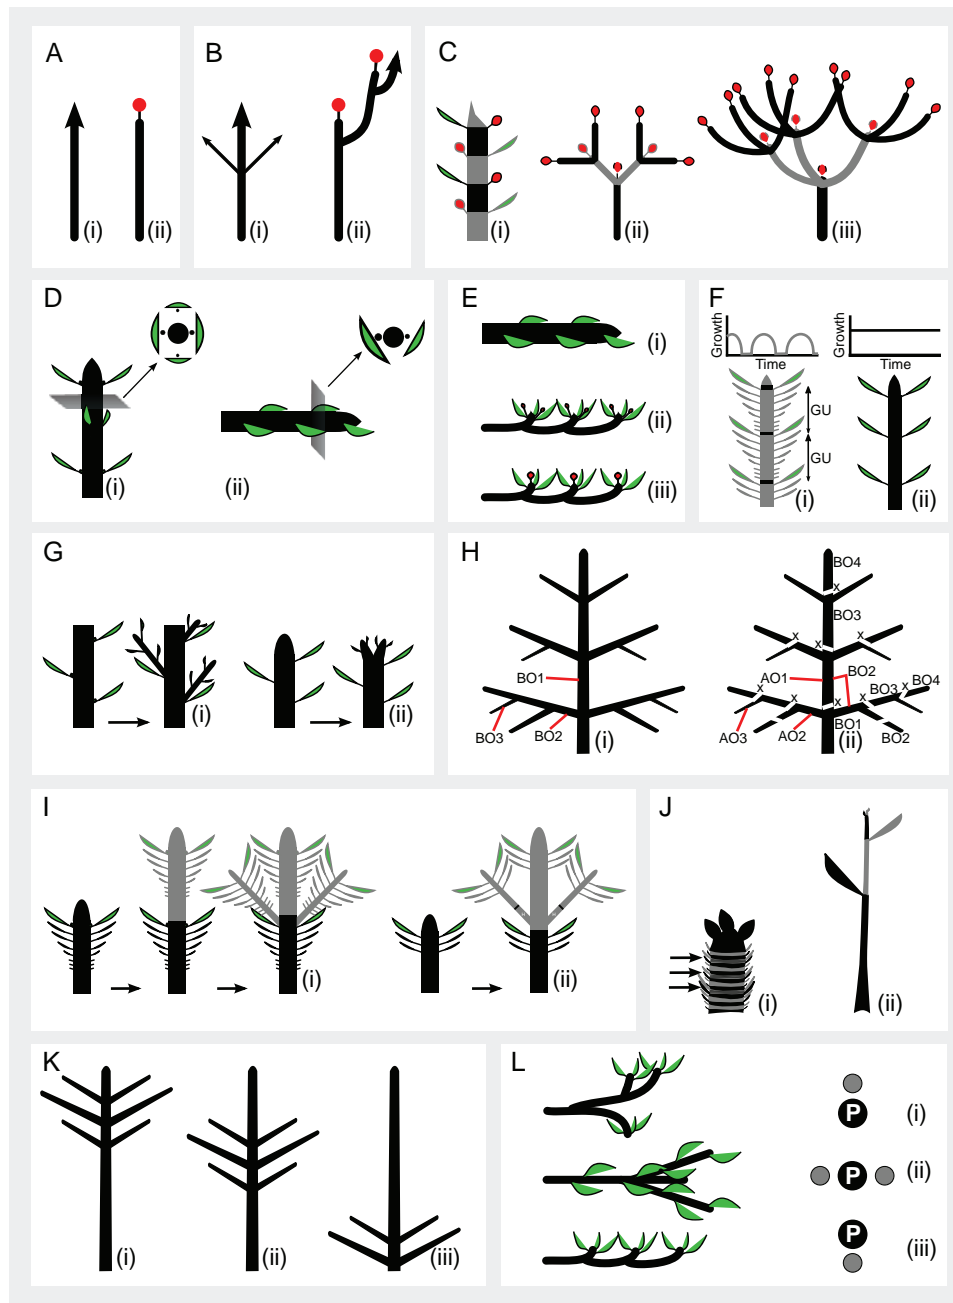 A
(i)
(ii)
B
(i)
(ii)
C
(i)
(ii)
(iii)
D
(i)
(ii)
E
(i)
(ii)
(iii)
F
Growth
Time
GU
GU
(i)
Growth
Time
(ii)
G
(i)
(ii)
H
BO1
BO3
BO2
(i)
BO4
x
BO3
x
x
x
AO1
BO2
x
x
x
BO3
x
BO4
AO3
AO2
BO1
BO2
(ii)
I
(i)
(ii)
J
(i)
(ii)
K
(i)
(ii)
(iii)
L
P
(i)
P
(ii)
P
(iii)